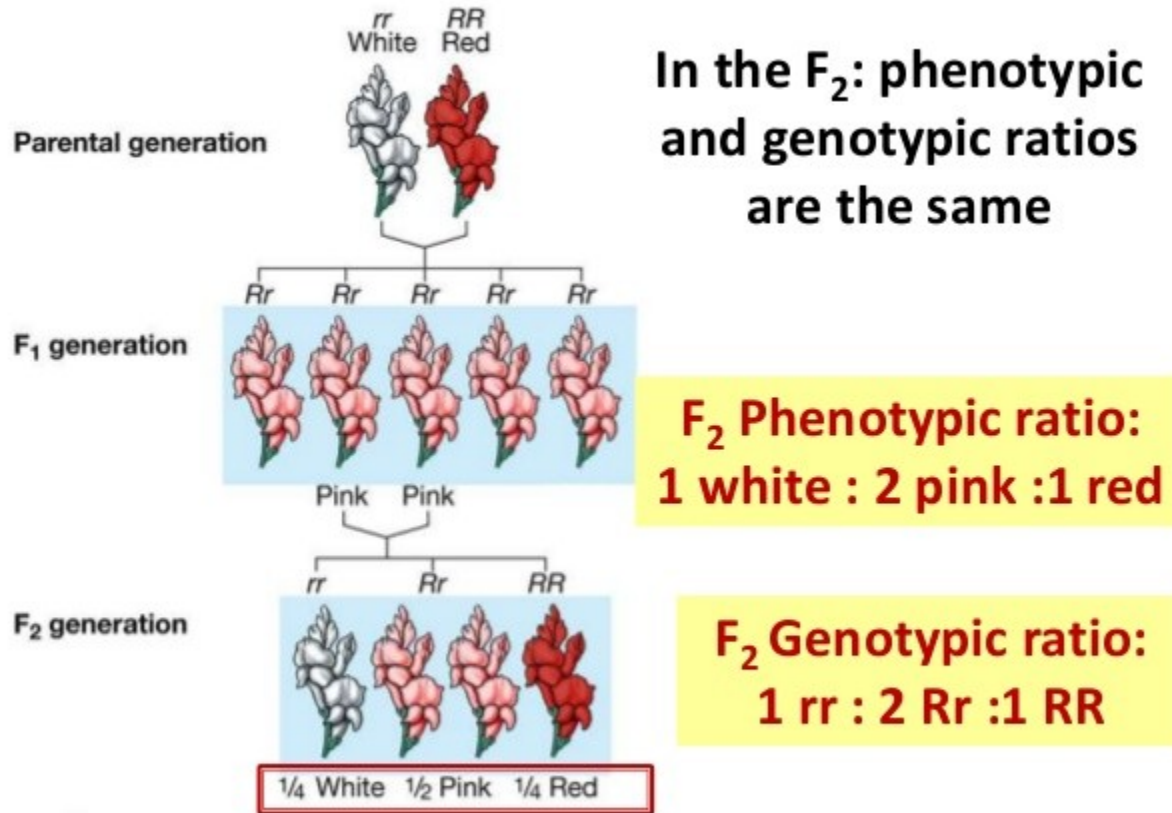 rr RR
White Red
In the F₂: phenotypic
and genotypic ratios
are the same
Parental generation
Rr Rr Rr Rr Rr
F₁ generation
F₂ Phenotypic ratio:
1 white : 2 pink :1 red
Pink Pink
rr Rr RR
F₂ generation
F₂ Genotypic ratio:
1 rr : 2 Rr :1 RR
1/4 White 1/2 Pink 1/4 Red